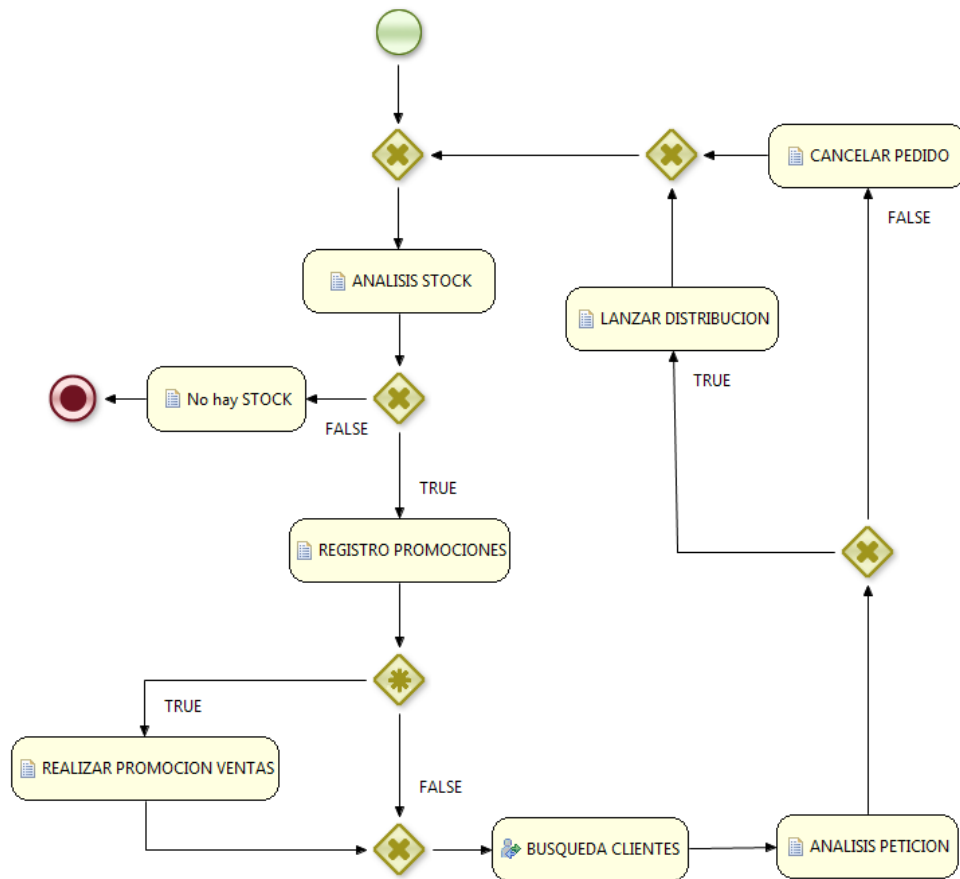 CANCELAR PEDIDO
FALSE
ANALISIS STOCK
LANZAR DISTRIBUCION
TRUE
No hay STOCK
FALSE
TRUE
REGISTRO PROMOCIONES
TRUE
REALIZAR PROMOCION VENTAS
FALSE
BUSQUEDA CLIENTES
ANALISIS PETICION